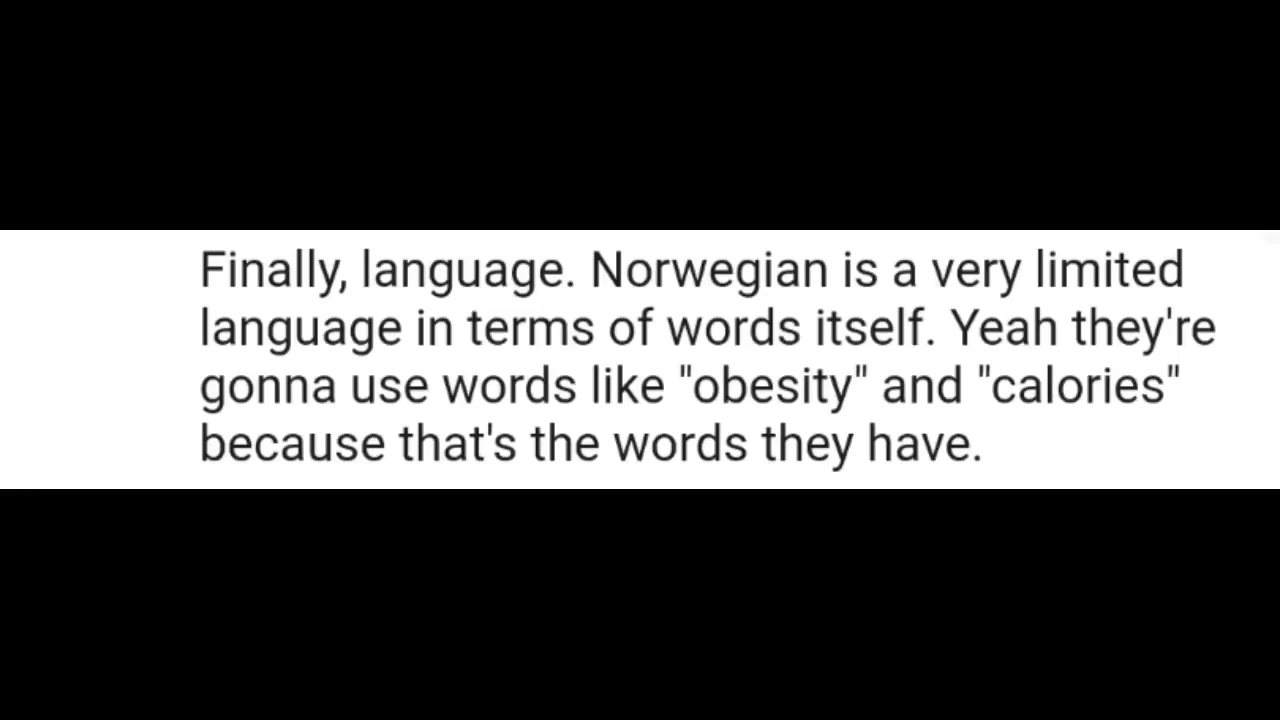 Finally, language. Norwegian is a very limited
language in terms of words itself. Yeah they're
gonna use words like "obesity" and "calories"
because that's the words they have.